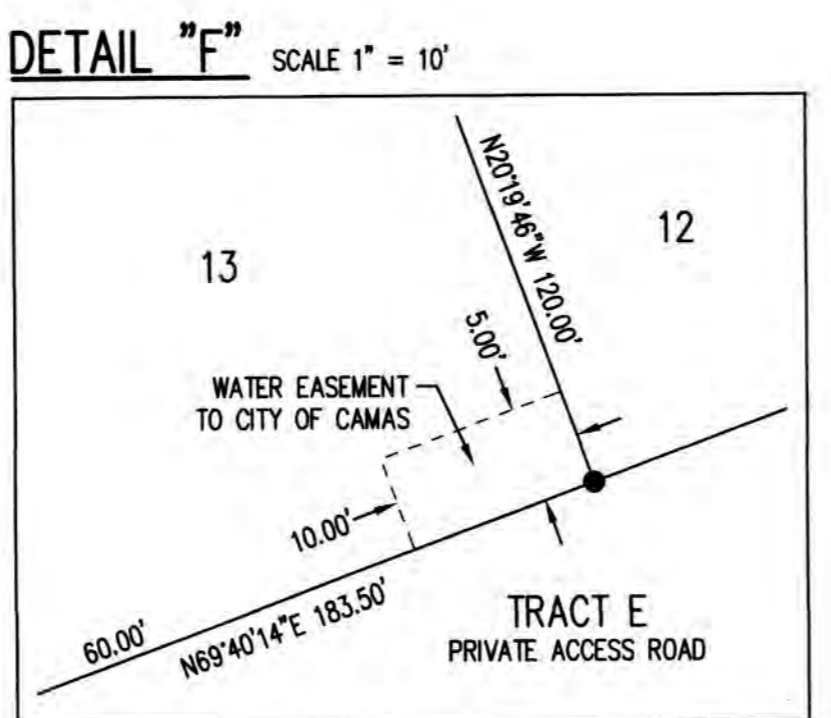 DETAIL "F" SCALE 1" = 10'
N20°19'46"W 120.00'
12
13
5.00'
WATER EASEMENT
TO CITY OF CAMAS
10.00'
60.00'
N69°40'14"E 183.50'
TRACT E
PRIVATE ACCESS ROAD